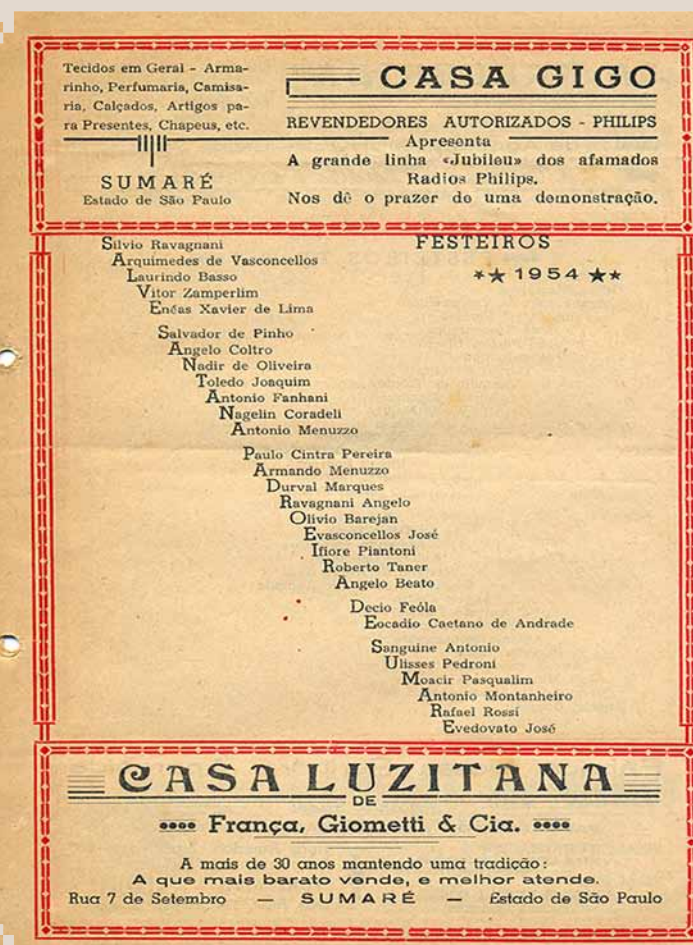 Tecidos em Geral - Arma-
rinho, Perfumaria, Camisa-
ria, Calçados, Artigos pa-
ra Presentes, Chapeus, etc.
SUMARÉ
Estado de São Paulo
CASA GIGO
REVENDEDORES AUTORIZADOS - PHILIPS
Apresenta
A grande linha «Jubileu» dos afamados
Radios Philips.
Nos dê o prazer de uma demonstração.
FESTEIROS
*★ 1954 ★*
Silvio Ravagnani
Arquimedes de Vasconcellos
Laurindo Basso
Vitor Zamperlim
Enéas Xavier de Lima
Salvador de Pinho
Angelo Coltro
Nadir de Oliveira
Toledo Joaquim
Antonio Fanhani
Nagelin Coradeli
Antonio Menuzzo
Paulo Cintra Pereira
Armando Menuzzo
Durval Marques
Ravagnani Angelo
Olivio Barejan
Evasconcellos José
Ifiore Piantoni
Roberto Taner
Angelo Beato
Decio Feóla
Eocadio Caetano de Andrade
Sanguine Antonio
Ulisses Pedroni
Moacir Pasqualim
Antonio Montanheiro
Rafael Rossi
Evedovato José
CASA LUZITANA
DE
França, Giometti & Cia.
A mais de 30 anos mantendo uma tradição:
A que mais barato vende, e melhor atende.
Rua 7 de Setembro — SUMARÉ — Estado de São Paulo